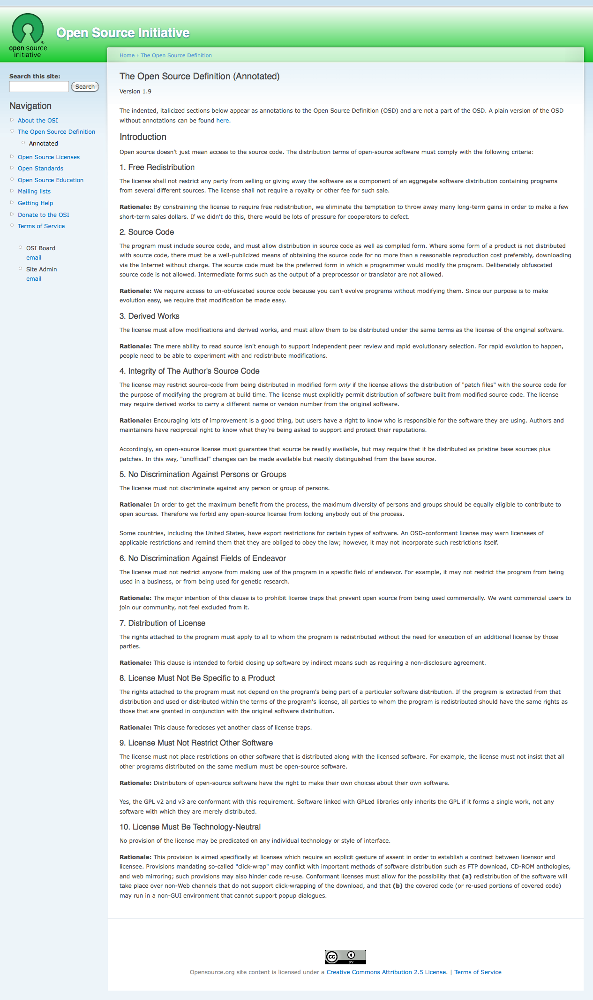 open source
initiative
®
Open Source Initiative
Home › The Open Source Definition
Search this site:
Search
Navigation
About the OSI
The Open Source Definition
Annotated
Open Source Licenses
Open Standards
Open Source Education
Mailing lists
Getting Help
Donate to the OSI
Terms of Service
OSI Board
email
Site Admin
email
The Open Source Definition (Annotated)
Version 1.9
The indented, italicized sections below appear as annotations to the Open Source Definition (OSD) and are not a part of the OSD. A plain version of the OSD
without annotations can be found here.
Introduction
Open source doesn't just mean access to the source code. The distribution terms of open-source software must comply with the following criteria:
1. Free Redistribution
The license shall not restrict any party from selling or giving away the software as a component of an aggregate software distribution containing programs
from several different sources. The license shall not require a royalty or other fee for such sale.
Rationale: By constraining the license to require free redistribution, we eliminate the temptation to throw away many long-term gains in order to make a few
short-term sales dollars. If we didn't do this, there would be lots of pressure for cooperators to defect.
2. Source Code
The program must include source code, and must allow distribution in source code as well as compiled form. Where some form of a product is not distributed
with source code, there must be a well-publicized means of obtaining the source code for no more than a reasonable reproduction cost preferably, downloading
via the Internet without charge. The source code must be the preferred form in which a programmer would modify the program. Deliberately obfuscated
source code is not allowed. Intermediate forms such as the output of a preprocessor or translator are not allowed.
Rationale: We require access to un-obfuscated source code because you can't evolve programs without modifying them. Since our purpose is to make
evolution easy, we require that modification be made easy.
3. Derived Works
The license must allow modifications and derived works, and must allow them to be distributed under the same terms as the license of the original software.
Rationale: The mere ability to read source isn't enough to support independent peer review and rapid evolutionary selection. For rapid evolution to happen,
people need to be able to experiment with and redistribute modifications.
4. Integrity of The Author's Source Code
The license may restrict source-code from being distributed in modified form only if the license allows the distribution of "patch files" with the source code for
the purpose of modifying the program at build time. The license must explicitly permit distribution of software built from modified source code. The license
may require derived works to carry a different name or version number from the original software.
Rationale: Encouraging lots of improvement is a good thing, but users have a right to know who is responsible for the software they are using. Authors and
maintainers have reciprocal right to know what they're being asked to support and protect their reputations.
Accordingly, an open-source license must guarantee that source be readily available, but may require that it be distributed as pristine base sources plus
patches. In this way, "unofficial" changes can be made available but readily distinguished from the base source.
5. No Discrimination Against Persons or Groups
The license must not discriminate against any person or group of persons.
Rationale: In order to get the maximum benefit from the process, the maximum diversity of persons and groups should be equally eligible to contribute to
open sources. Therefore we forbid any open-source license from locking anybody out of the process.
Some countries, including the United States, have export restrictions for certain types of software. An OSD-conformant license may warn licensees of
applicable restrictions and remind them that they are obliged to obey the law; however, it may not incorporate such restrictions itself.
6. No Discrimination Against Fields of Endeavor
The license must not restrict anyone from making use of the program in a specific field of endeavor. For example, it may not restrict the program from being
used in a business, or from being used for genetic research.
Rationale: The major intention of this clause is to prohibit license traps that prevent open source from being used commercially. We want commercial users to
join our community, not feel excluded from it.
7. Distribution of License
The rights attached to the program must apply to all to whom the program is redistributed without the need for execution of an additional license by those
parties.
Rationale: This clause is intended to forbid closing up software by indirect means such as requiring a non-disclosure agreement.
8. License Must Not Be Specific to a Product
The rights attached to the program must not depend on the program's being part of a particular software distribution. If the program is extracted from that
distribution and used or distributed within the terms of the program's license, all parties to whom the program is redistributed should have the same rights as
those that are granted in conjunction with the original software distribution.
Rationale: This clause forecloses yet another class of license traps.
9. License Must Not Restrict Other Software
The license must not place restrictions on other software that is distributed along with the licensed software. For example, the license must not insist that all
other programs distributed on the same medium must be open-source software.
Rationale: Distributors of open-source software have the right to make their own choices about their own software.
Yes, the GPL v2 and v3 are conformant with this requirement. Software linked with GPLed libraries only inherits the GPL if it forms a single work, not any
software with which they are merely distributed.
10. License Must Be Technology-Neutral
No provision of the license may be predicated on any individual technology or style of interface.
Rationale: This provision is aimed specifically at licenses which require an explicit gesture of assent in order to establish a contract between licensor and
licensee. Provisions mandating so-called "click-wrap" may conflict with important methods of software distribution such as FTP download, CD-ROM anthologies,
and web mirroring; such provisions may also hinder code re-use. Conformant licenses must allow for the possibility that (a) redistribution of the software will
take place over non-Web channels that do not support click-wrapping of the download, and that (b) the covered code (or re-used portions of covered code)
may run in a non-GUI environment that cannot support popup dialogues.
cc
BY
Opensource.org site content is licensed under a Creative Commons Attribution 2.5 License. | Terms of Service